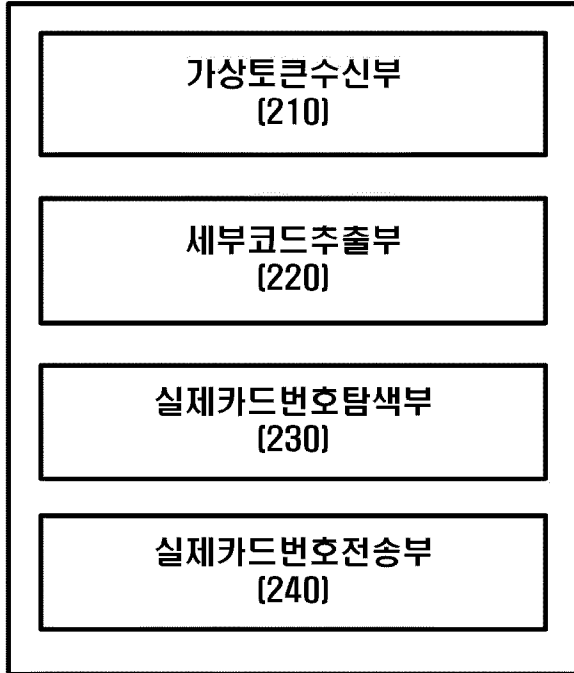 가상토큰수신부
(210)
세부코드추출부
(220)
실제카드번호탐색부
(230)
실제카드번호전송부
(240)